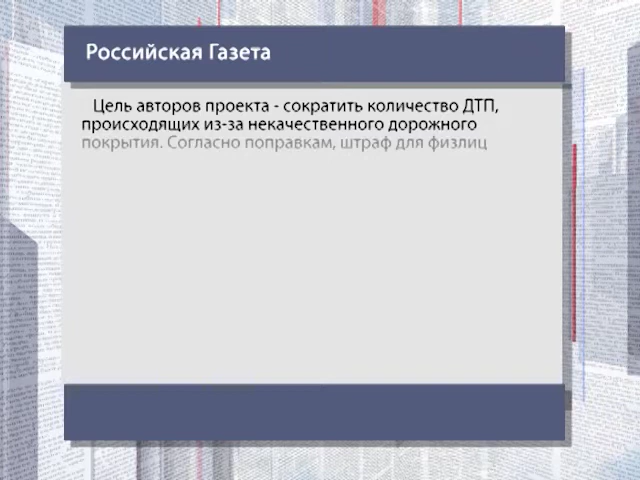 Российская Газета
Цель авторов проекта - сократить количество ДТП,
происходящих из-за некачественного дорожного
покрытия. Согласно поправкам, штраф для физлиц